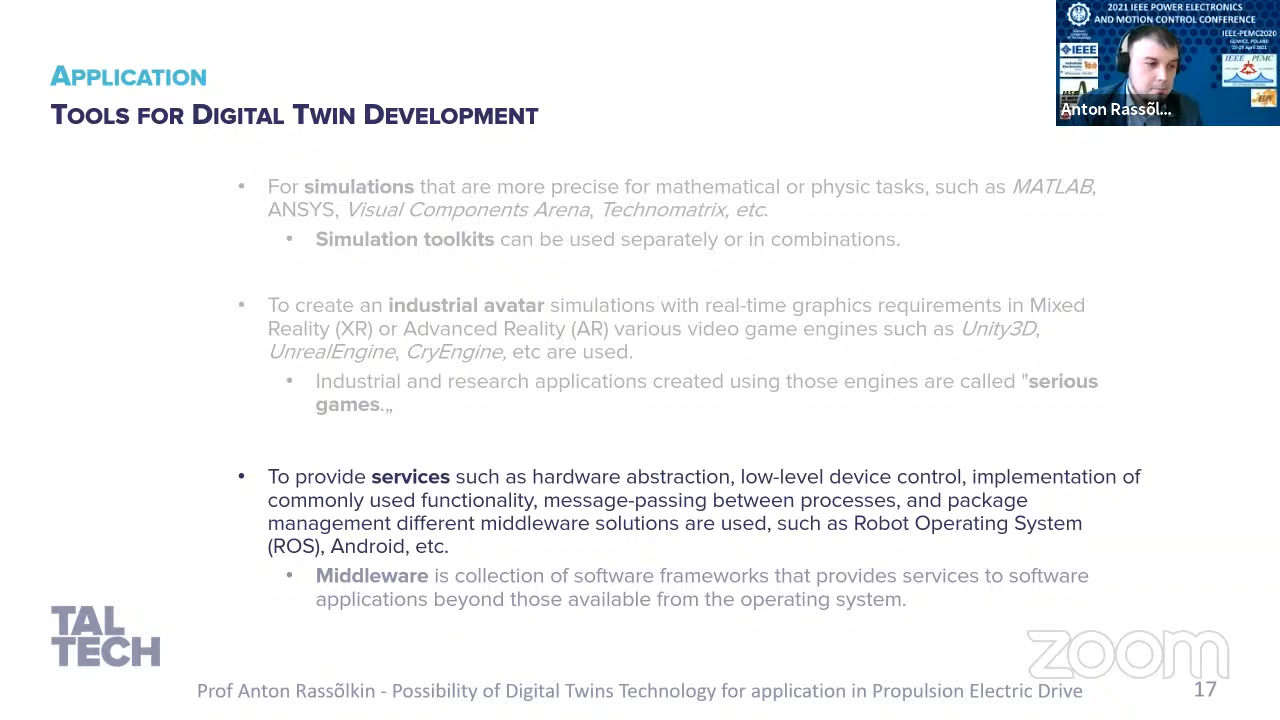 APPLICATION
TOOLS FOR DIGITAL TWIN DEVELOPMENT
2021 IEEE POWER ELECTRONICS
AND MOTION CONTROL CONFERENCE
IEEE-PEMC2020
GLIWICE, POLAND
25-29 April 2021
IEEE
IEEE PEMC
Anton Rassõl...
• For simulations that are more precise for mathematical or physic tasks, such as MATLAB,
ANSYS, Visual Components Arena, Technomatrix, etc.
• Simulation toolkits can be used separately or in combinations.
• To create an industrial avatar simulations with real-time graphics requirements in Mixed
Reality (XR) or Advanced Reality (AR) various video game engines such as Unity3D,
UnrealEngine, CryEngine, etc are used.
• Industrial and research applications created using those engines are called "serious
games.„
• To provide services such as hardware abstraction, low-level device control, implementation of
commonly used functionality, message-passing between processes, and package
management different middleware solutions are used, such as Robot Operating System
(ROS), Android, etc.
• Middleware is collection of software frameworks that provides services to software
applications beyond those available from the operating system.
TAL
TECH
zoom
Prof Anton Rassõlkin - Possibility of Digital Twins Technology for application in Propulsion Electric Drive
17